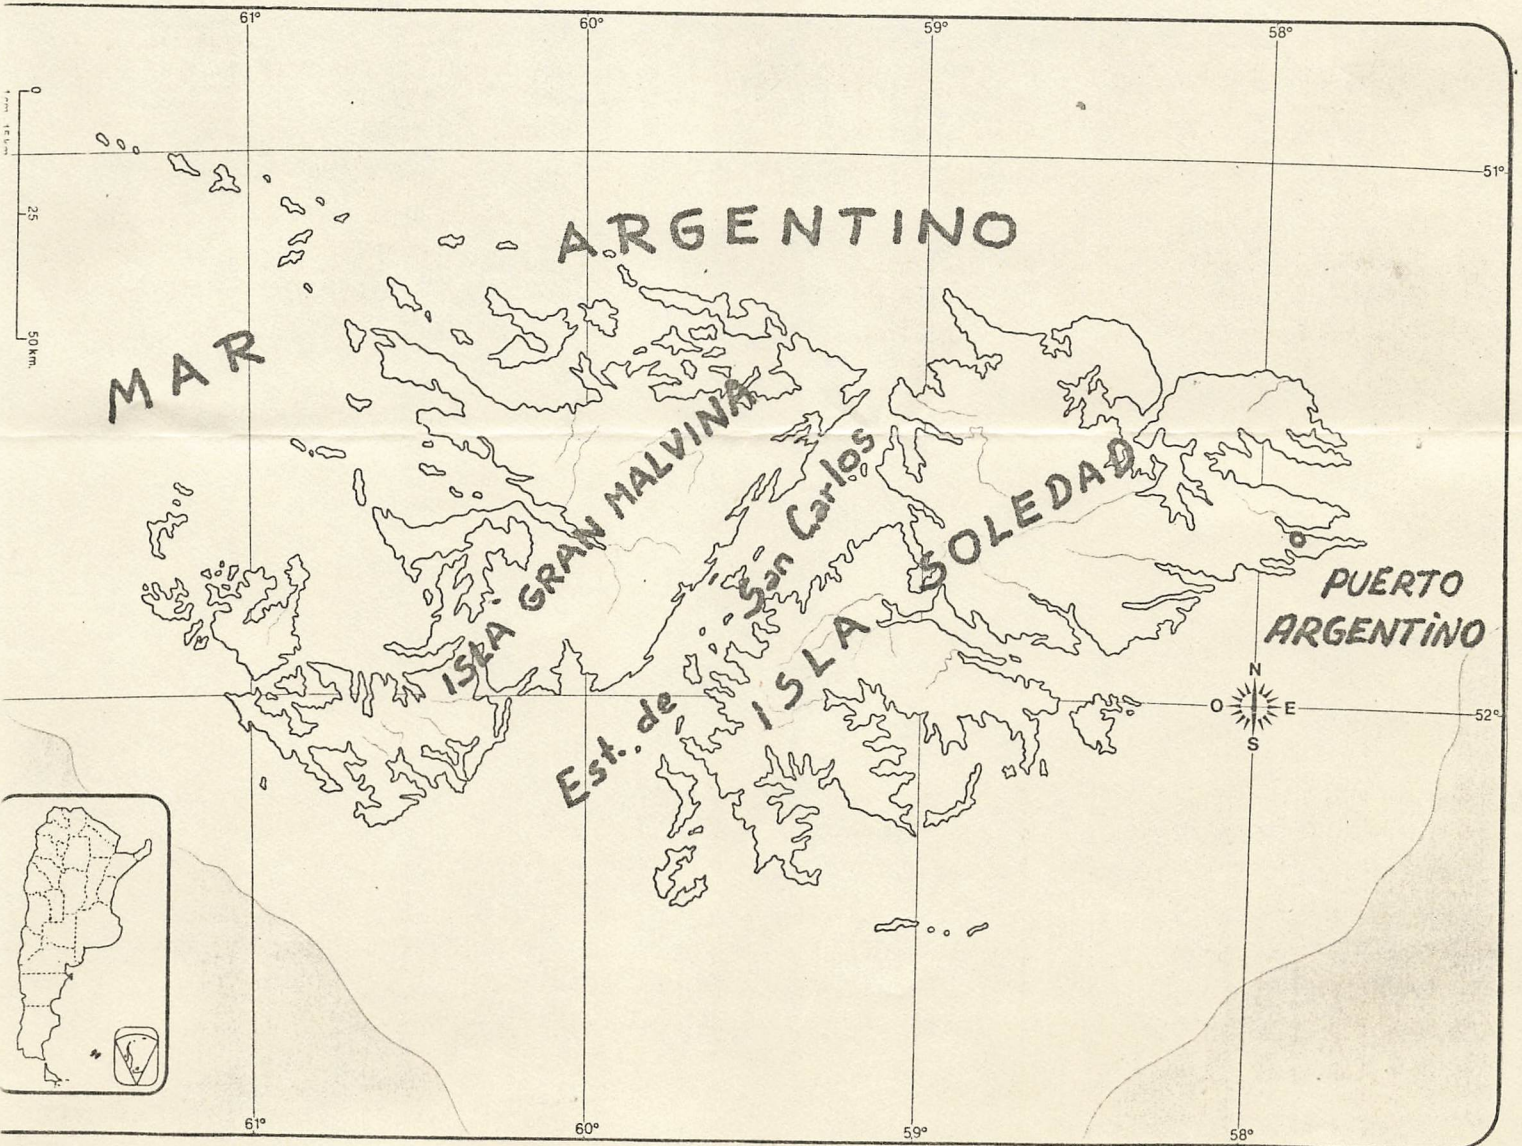 61°
60°
59°
58°
0
25
50 km.
51°
MAR
ARGENTINO
ISLA GRAN MALVINA
Est. de San Carlos
ISLA SOLEDAD
PUERTO
ARGENTiNO
N
O
E
S
52°
61°
60°
59°
58°